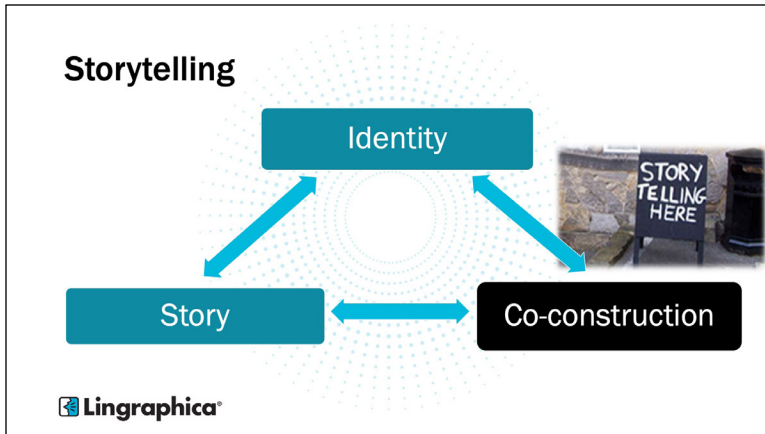 Storytelling
Identity
STORY
TELLING
HERE
Story
Co-construction
Lingraphica®